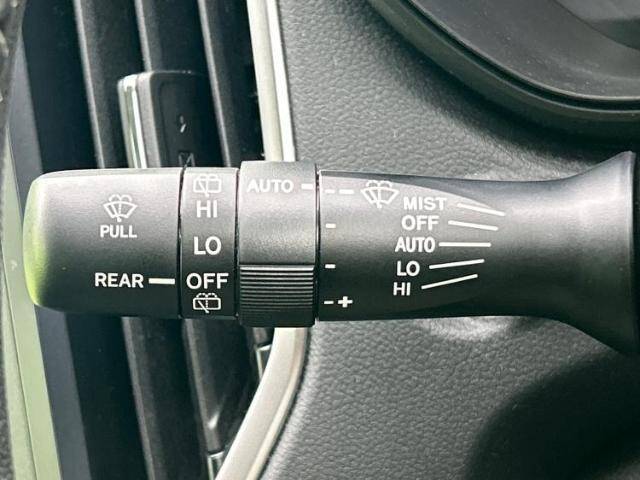 PULL
REAR
HI
LO
OFF
AUTO
- -
-
-
- +
MIST
OFF
AUTO
LO
HI